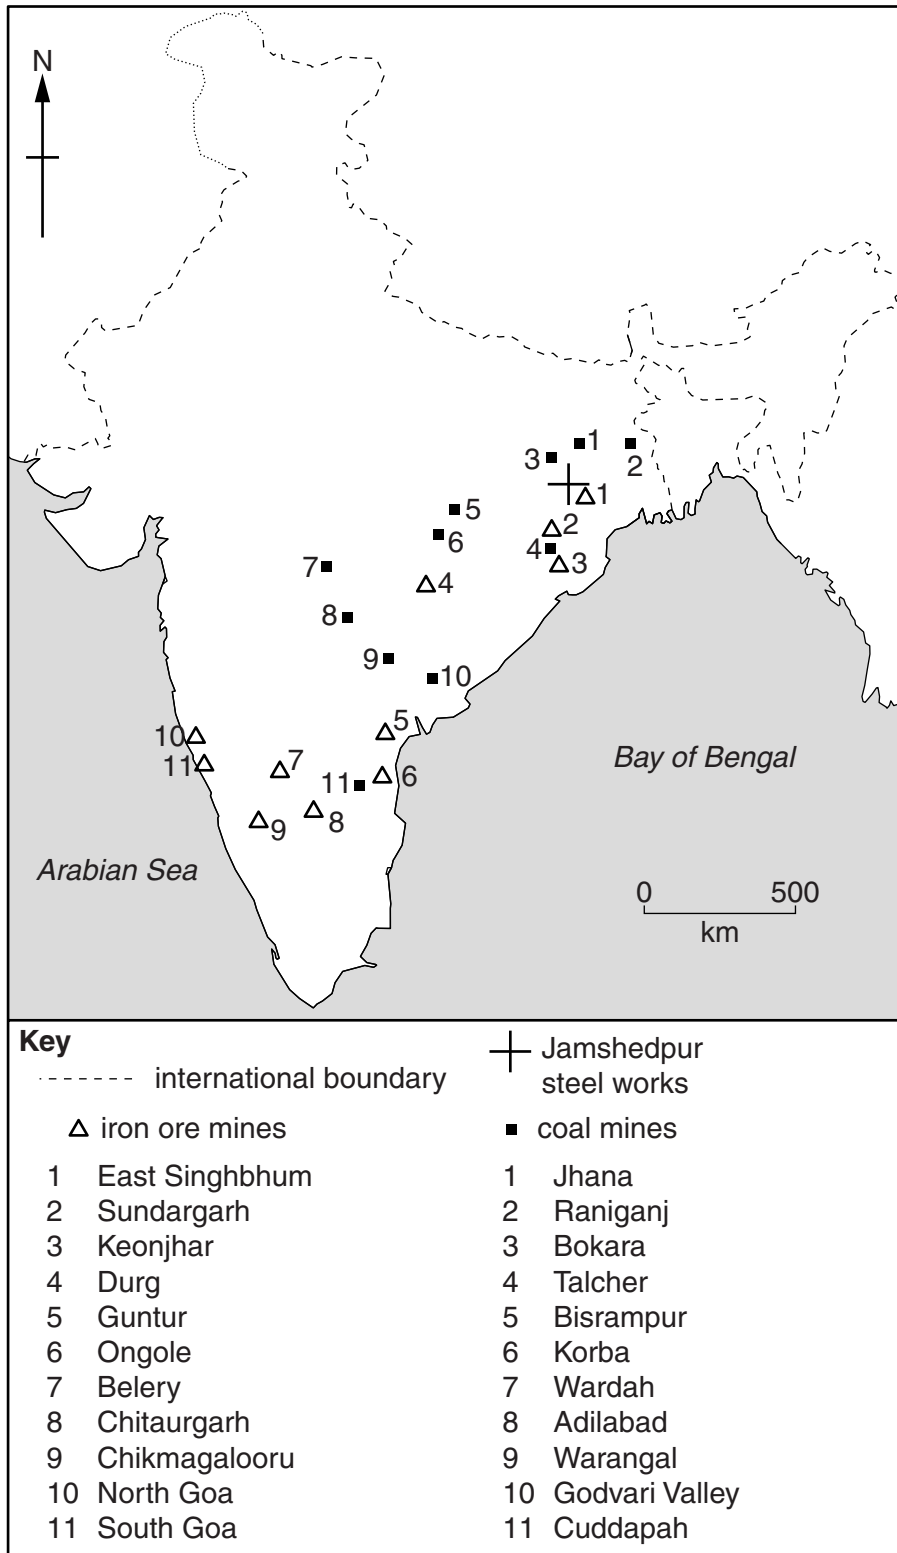 N
1
2
3
1
2
4
3
5
6
7
4
8
9
10
5
10
11
7
6
11
8
9
Bay of Bengal
Arabian Sea
0 500
km
Key
international boundary
Jamshedpur
steel works
iron ore mines
coal mines
1 East Singhbhum
2 Sundargarh
3 Keonjhar
4 Durg
5 Guntur
6 Ongole
7 Belery
8 Chitaurgarh
9 Chikmagalooru
10 North Goa
11 South Goa
1 Jhana
2 Raniganj
3 Bokara
4 Talcher
5 Bisrampur
6 Korba
7 Wardah
8 Adilabad
9 Warangal
10 Godvari Valley
11 Cuddapah